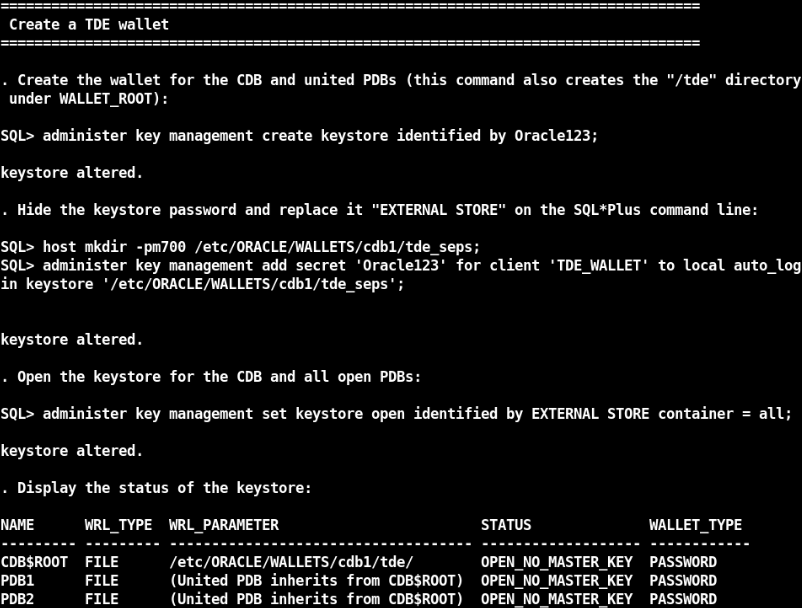 ===================================================================================
 Create a TDE wallet
===================================================================================
. Create the wallet for the CDB and united PDBs (this command also creates the "/tde" directory
 under WALLET_ROOT):
SQL> administer key management create keystore identified by Oracle123;
keystore altered.
. Hide the keystore password and replace it "EXTERNAL STORE" on the SQL*Plus command line:
SQL> host mkdir -pm700 /etc/ORACLE/WALLETS/cdb1/tde_seps;
SQL> administer key management add secret 'Oracle123' for client 'TDE_WALLET' to local auto_log
in keystore '/etc/ORACLE/WALLETS/cdb1/tde_seps';
keystore altered.
. Open the keystore for the CDB and all open PDBs:
SQL> administer key management set keystore open identified by EXTERNAL STORE container = all;
keystore altered.
. Display the status of the keystore:
NAME      WRL_TYPE  WRL_PARAMETER                        STATUS              WALLET_TYPE
--------- --------- ------------------------------------ ------------------- ------------
CDB$ROOT  FILE      /etc/ORACLE/WALLETS/cdb1/tde/        OPEN_NO_MASTER_KEY  PASSWORD
PDB1      FILE      (United PDB inherits from CDB$ROOT)  OPEN_NO_MASTER_KEY  PASSWORD
PDB2      FILE      (United PDB inherits from CDB$ROOT)  OPEN_NO_MASTER_KEY  PASSWORD